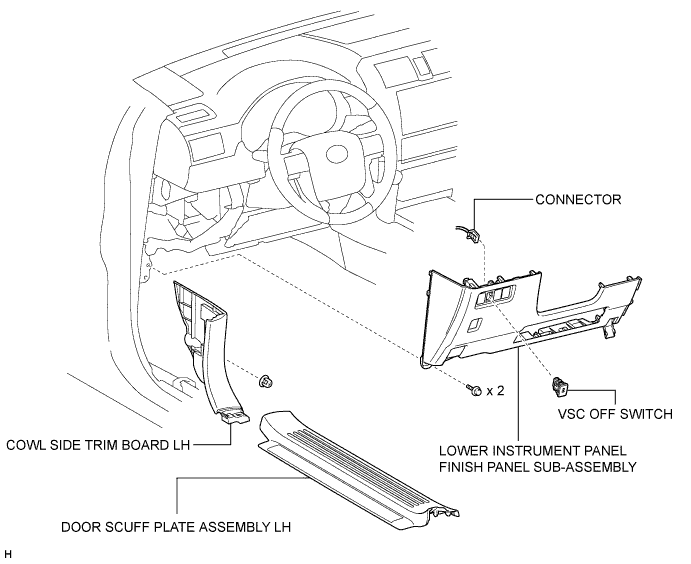 CONNECTOR
x 2
VSC OFF SWITCH
COWL SIDE TRIM BOARD LH
LOWER INSTRUMENT PANEL
FINISH PANEL SUB-ASSEMBLY
DOOR SCUFF PLATE ASSEMBLY LH
H